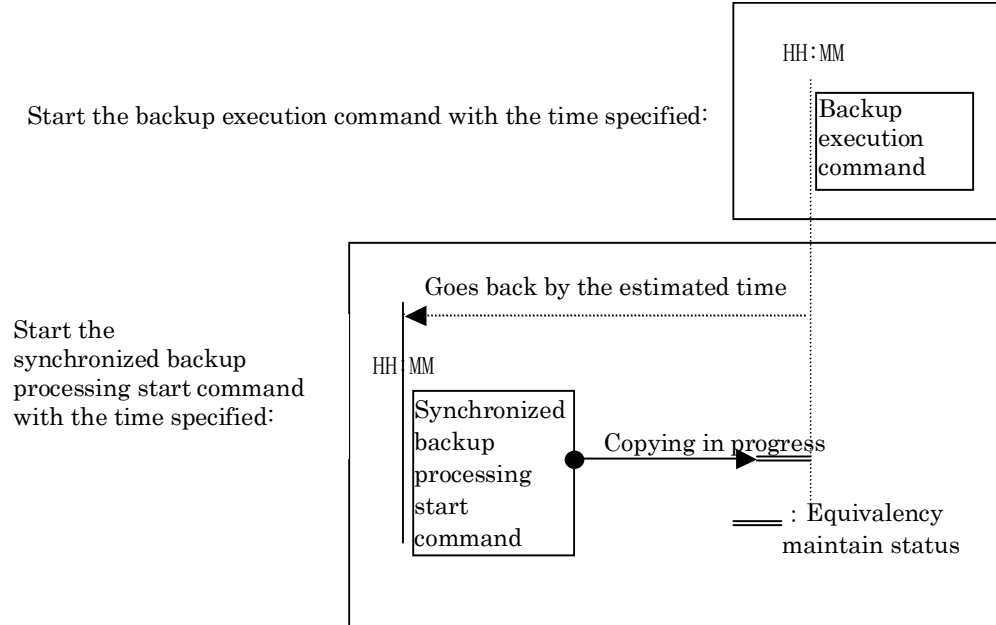 HH:MM
Start the backup execution command with the time specified:
Backup
execution
command
Goes back by the estimated time
Start the
synchronized backup
processing start command
with the time specified:
HH:MM
Synchronized
backup
processing
start
command
Copying in progress
: Equivalency
maintain status